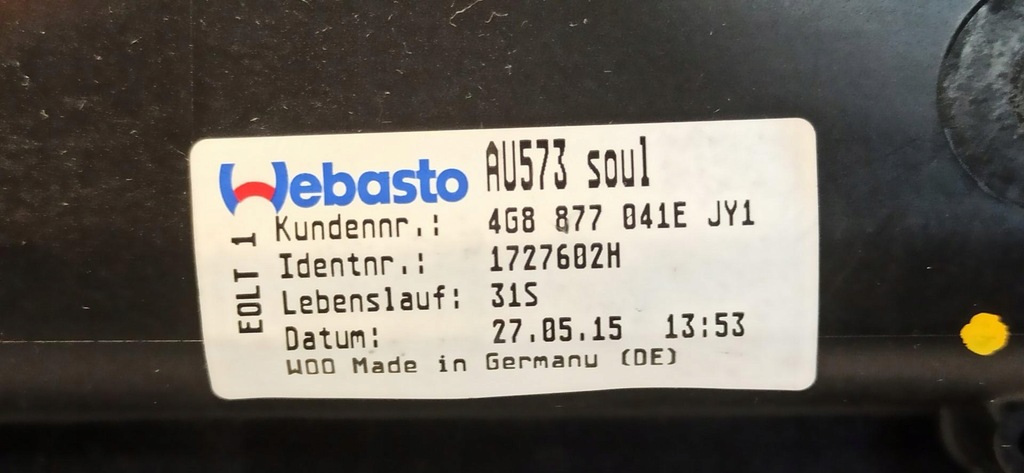 Webasto AU573 soul
EOLT 1
Kundennr.: 4G8 877 041E JY1
Identnr.: 1727602H
Lebenslauf: 31S
Datum: 27.05.15 13:53
WOO Made in Germany (DE)